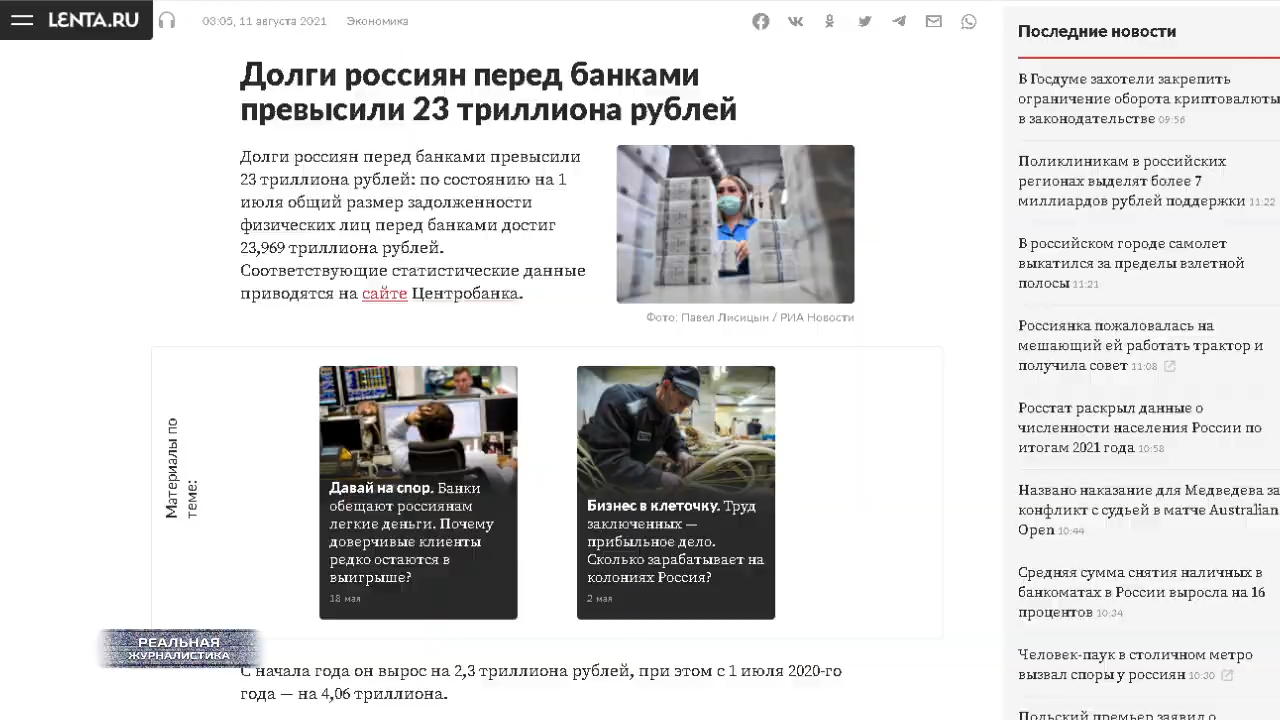 LENTA.RU
03:05, 11 августа 2021 Экономика
Долги россиян перед банками
превысили 23 триллиона рублей
Долги россиян перед банками превысили
23 триллиона рублей: по состоянию на 1
июля общий размер задолженности
физических лиц перед банками достиг
23,969 триллиона рублей.
Соответствующие статистические данные
приводятся на сайте Центробанка.
Фото: Павел Лисицын / РИА Новости
Материалы по
теме:
Давай на спор. Банки
обещают россиянам
легкие деньги. Почему
доверчивые клиенты
редко остаются в
выигрыше?
18 мая
Бизнес в клеточку. Труд
заключенных —
прибыльное дело.
Сколько зарабатывает на
колониях Россия?
2 мая
РЕАЛЬНАЯ
ЖУРНАЛИСТИКА
С начала года он вырос на 2,3 триллиона рублей, при этом с 1 июля 2020-го
года — на 4,06 триллиона.
Последние новости
В Госдуме захотели закрепить
ограничение оборота криптовалюты
в законодательстве 09:56
Поликлиникам в российских
регионах выделят более 7
миллиардов рублей поддержки 11:22
В российском городе самолет
выкатился за пределы взлетной
полосы 11:21
Россиянка пожаловалась на
мешающий ей работать трактор и
получила совет 11:08
Росстат раскрыл данные о
численности населения России по
итогам 2021 года 10:58
Названо наказание для Медведева за
конфликт с судьей в матче Australian
Open 10:44
Средняя сумма снятия наличных в
банкоматах в России выросла на 16
процентов 10:34
Человек-паук в столичном метро
вызвал споры у россиян 10:30
Польский премьер заявил о